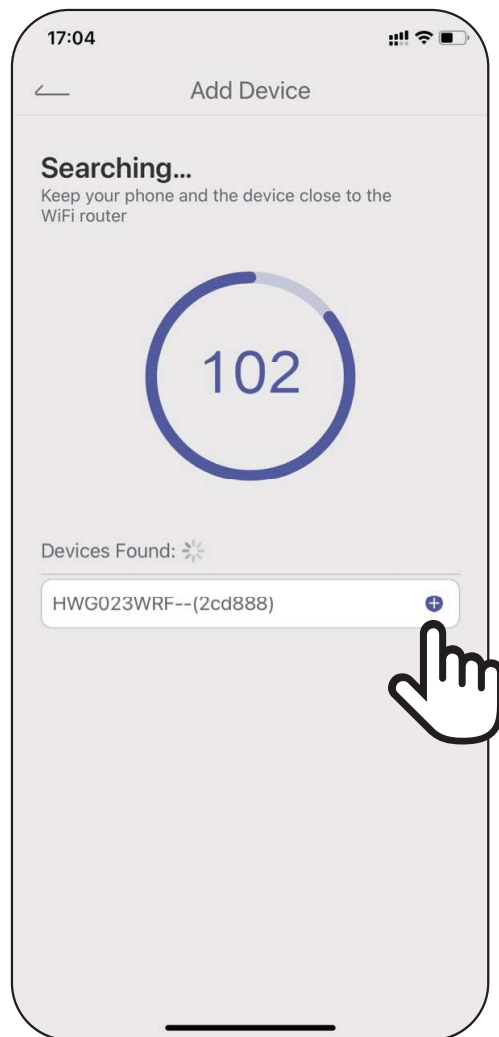 17:04
Add Device
Searching...
Keep your phone and the device close to the
WiFi router
102
Devices Found:
HWG023WRF--(2cd888)